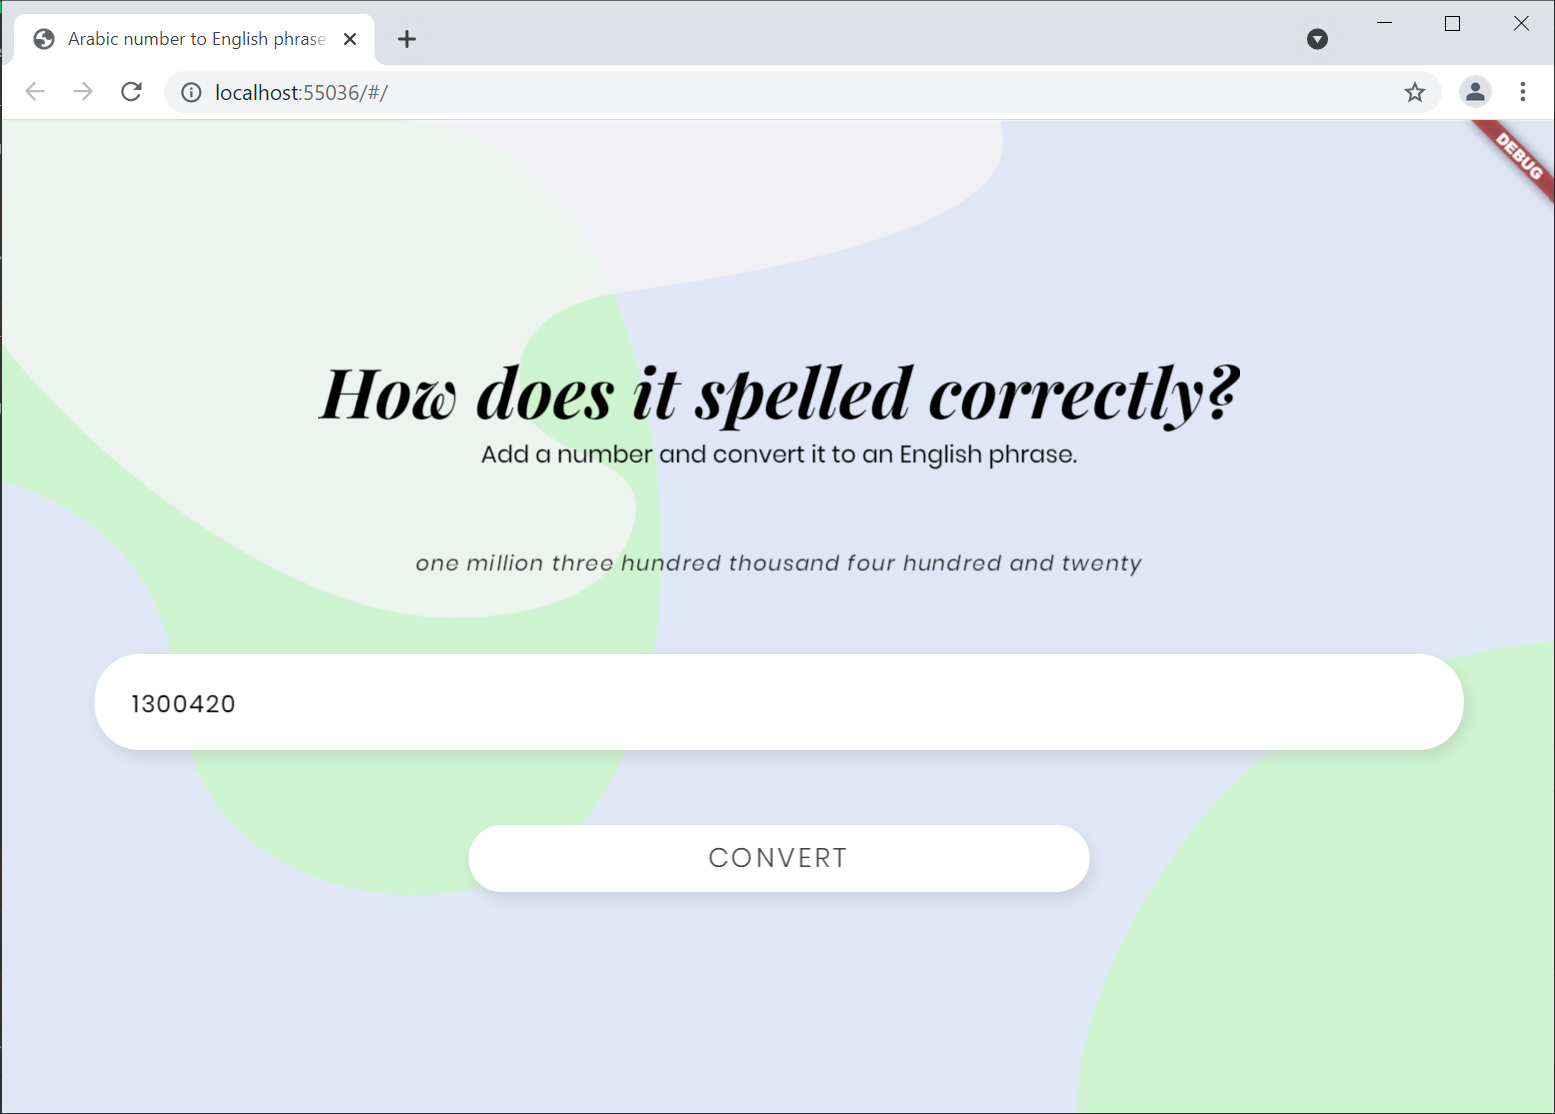 Arabic number to English phrase
localhost:55036/#/
DEBUG
How does it spelled correctly?
Add a number and convert it to an English phrase.
one million three hundred thousand four hundred and twenty
1300420
CONVERT